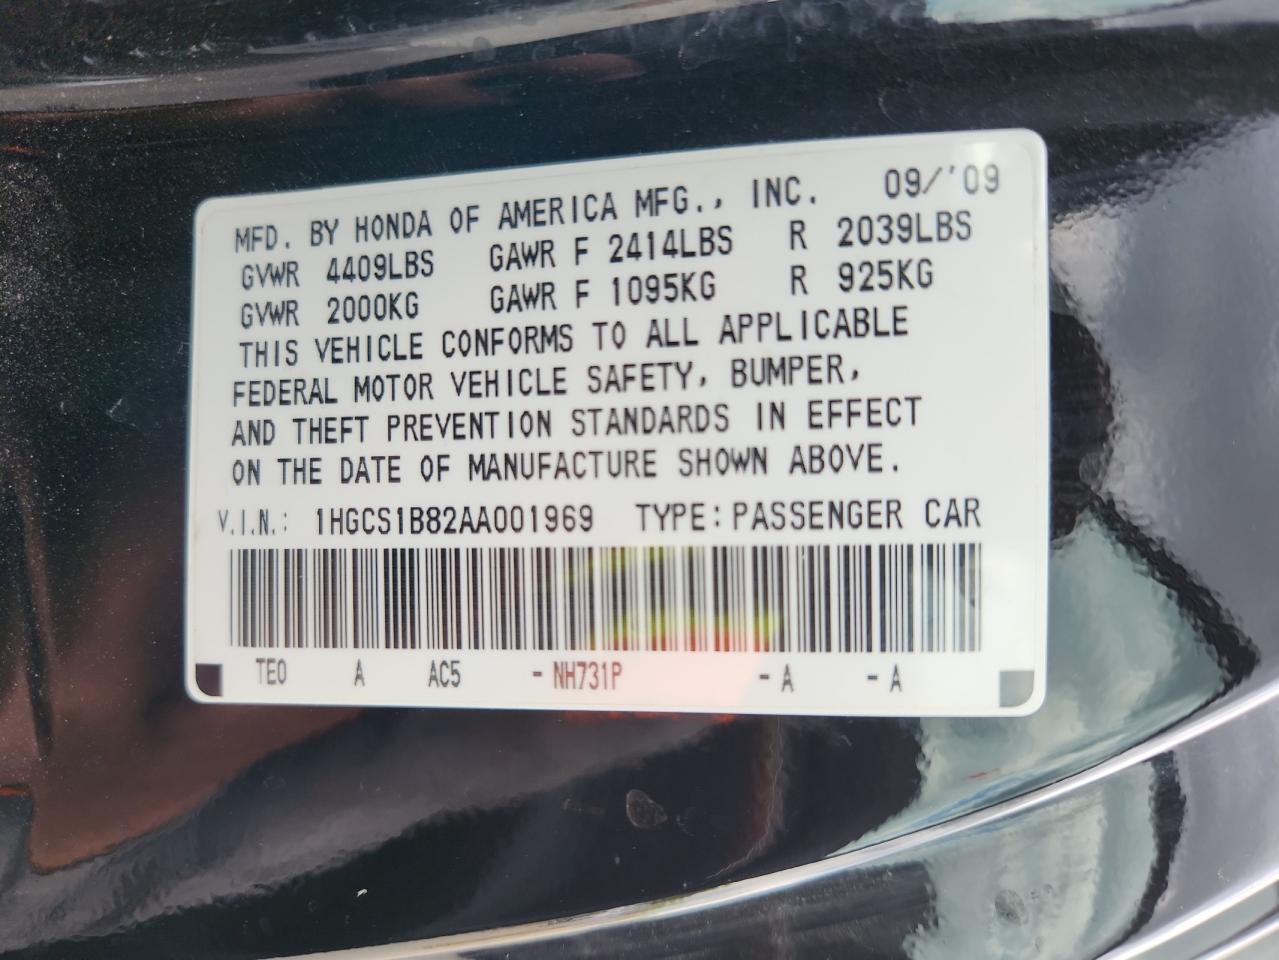 MFD. BY HONDA OF AMERICA MFG., INC. 09/'09
GVWR 4409LBS GAWR F 2414LBS R 2039LBS
GVWR 2000KG GAWR F 1095KG R 925KG
THIS VEHICLE CONFORMS TO ALL APPLICABLE
FEDERAL MOTOR VEHICLE SAFETY, BUMPER,
AND THEFT PREVENTION STANDARDS IN EFFECT
ON THE DATE OF MANUFACTURE SHOWN ABOVE.
V.I.N.: 1HGCS1B82AA001969 TYPE: PASSENGER CAR
TE0 A AC5 - NH731P - A - A